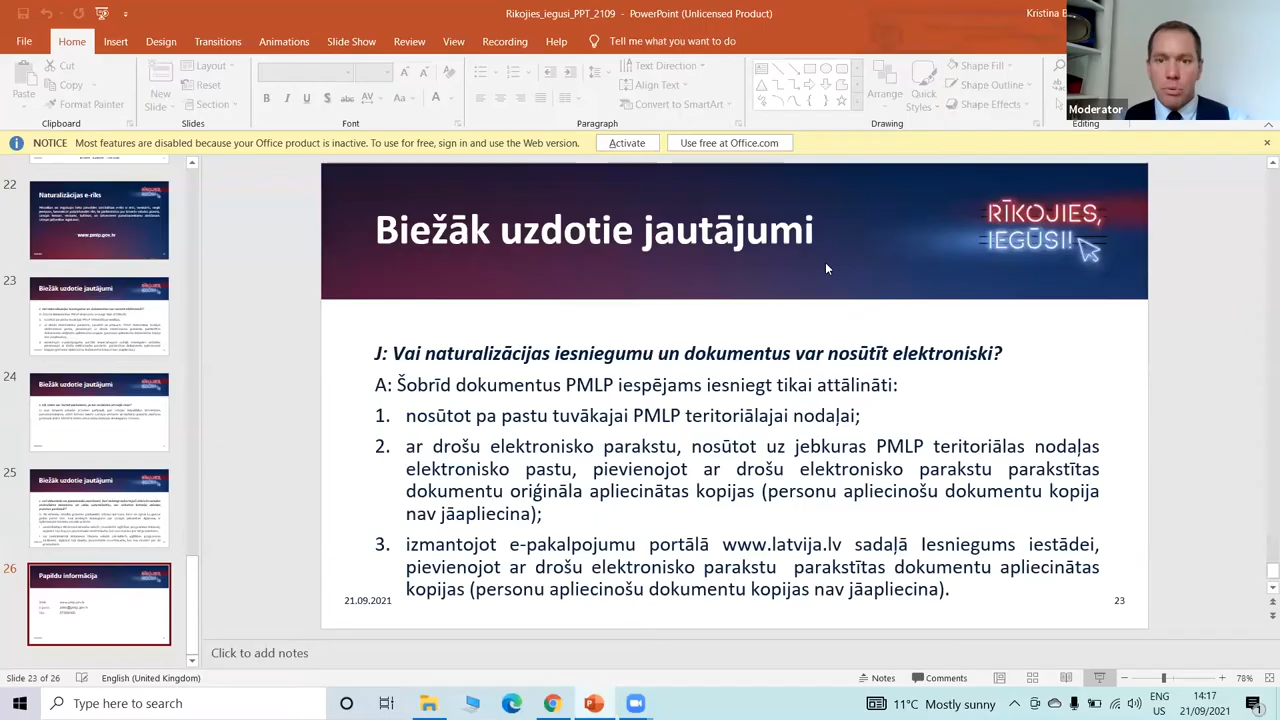 Rikojies_iegusi_PPT_2109 - PowerPoint (Unlicensed Product)
Kristina B
File Home Insert Design Transitions Animations Slide Show Review View Recording Help Tell me what you want to do
Cut
Copy
Format Painter
Paste
New Slide
Layout
Reset
Section
Text Direction
Align Text
Convert to SmartArt
Arrange
Quick Styles
Shape Fill
Shape Outline
Shape Effects
Moderator
Clipboard Slides Font Paragraph Drawing Editing
NOTICE Most features are disabled because your Office product is inactive. To use for free, sign in and use the Web version. Activate Use free at Office.com
22
Naturalizācijas e-rīks
www.pmlp.gov.lv
23
Biežāk uzdotie jautājumi
24
Biežāk uzdotie jautājumi
25
Biežāk uzdotie jautājumi
26
Papildu informācija
Biežāk uzdotie jautājumi
RĪKOJIES,
IEGŪSI!
J: Vai naturalizācijas iesniegumu un dokumentus var nosūtīt elektroniski?
A: Šobrīd dokumentus PMLP iespējams iesniegt tikai attālināti:
1. nosūtot pa pastu tuvākajai PMLP teritoriālajai nodaļai;
2. ar drošu elektronisko parakstu, nosūtot uz jebkuras PMLP teritoriālās nodaļas
elektronisko pastu, pievienojot ar drošu elektronisko parakstu parakstītas
dokumentu oriģināla apliecinātas kopijas (personu apliecinošu dokumentu kopija
nav jāapliecina);
3. izmantojot e-pakalpojumu portālā www.latvija.lv sadaļā Iesniegums iestādei,
pievienojot ar drošu elektronisko parakstu parakstītas dokumentu apliecinātas
kopijas (personu apliecinošu dokumentu kopijas nav jāapliecina).
21.09.2021
23
Click to add notes
Slide 23 of 26 English (United Kingdom) Notes Comments 78%
Type here to search
11°C Mostly sunny
ENG
US
14:17
21/09/2021
1